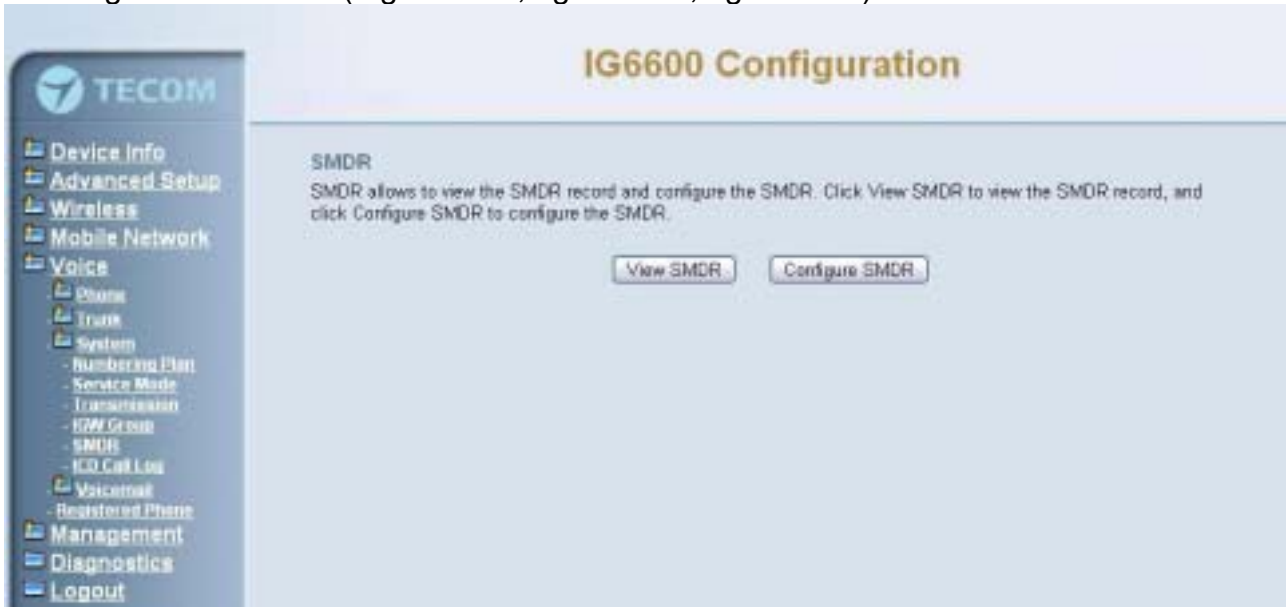 IG6600 Configuration
TECOM
Device Info
Advanced Setup
Wireless
Mobile Network
Voice
Phone
Trunk
System
- Numbering Plan
- Service Mode
- Transmission
- IGW Group
- SMDR
- ICD Call Log
Voicemail
- Registered Phone
Management
Diagnostics
Logout
SMDR
SMDR allows to view the SMDR record and configure the SMDR. Click View SMDR to view the SMDR record, and
click Configure SMDR to configure the SMDR.
View SMDR
Configure SMDR